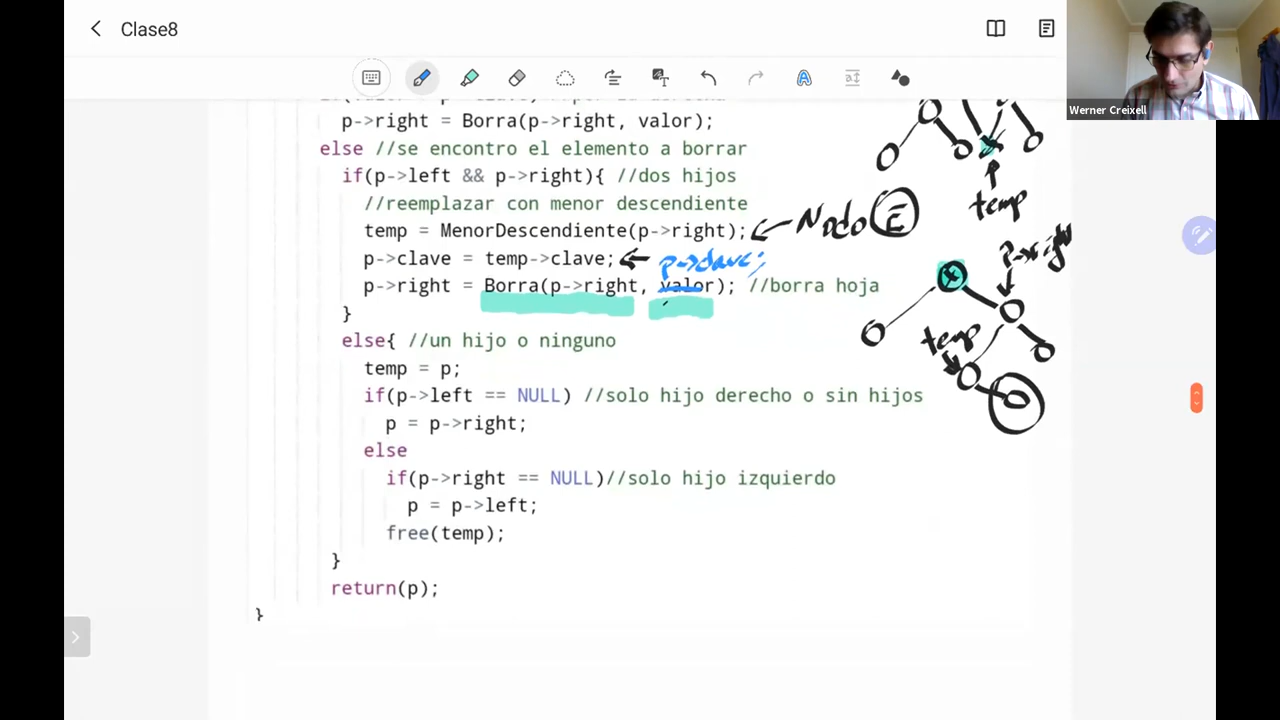 Clase8
Werner Creixell
p->right = Borra(p->right, valor);
else //se encontro el elemento a borrar
if(p->left && p->right){ //dos hijos
//reemplazar con menor descendiente
temp
temp = MenorDescendiente(p->right); ← Nodo E
p->right
p->clave = temp->clave; ← p->clave;
p->right = Borra(p->right, valor); //borra hoja
}
temp
else{ //un hijo o ninguno
temp = p;
if(p->left == NULL) //solo hijo derecho o sin hijos
p = p->right;
else
if(p->right == NULL)//solo hijo izquierdo
p = p->left;
free(temp);
}
return(p);
}